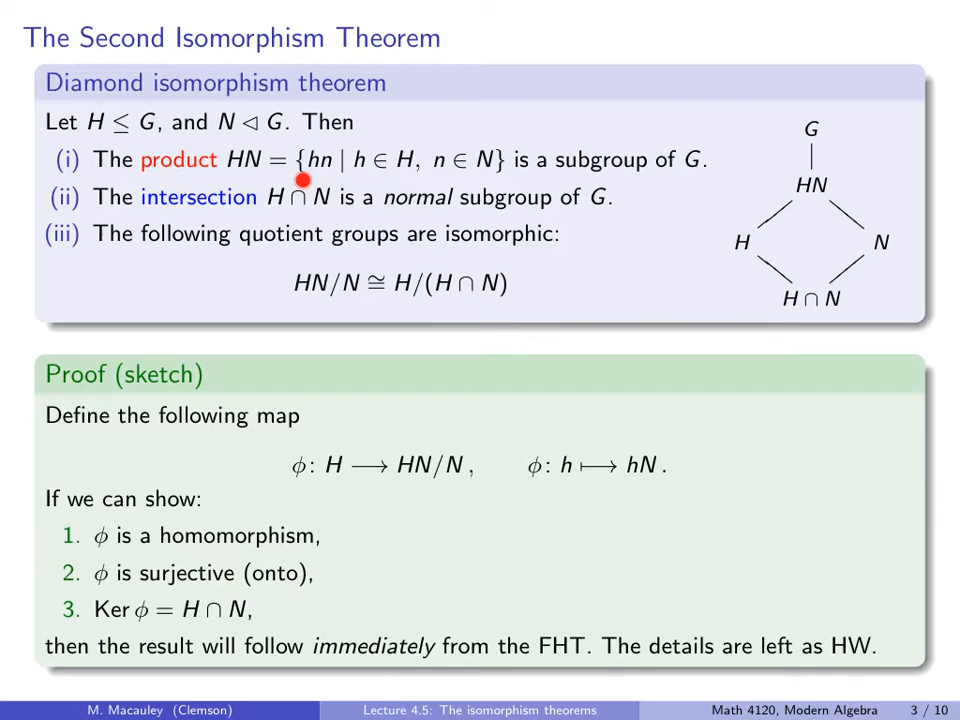 The Second Isomorphism Theorem
Diamond isomorphism theorem
Let H ≤ G, and N ◁ G. Then
(i) The product HN = {hn | h ∈ H, n ∈ N} is a subgroup of G.
(ii) The intersection H ∩ N is a normal subgroup of G.
(iii) The following quotient groups are isomorphic:
HN/N ≅ H/(H ∩ N)
G
HN
H N
H ∩ N
Proof (sketch)
Define the following map
ϕ: H ⟶ HN/N , ϕ: h ⟼ hN .
If we can show:
1. ϕ is a homomorphism,
2. ϕ is surjective (onto),
3. Ker ϕ = H ∩ N,
then the result will follow immediately from the FHT. The details are left as HW.
M. Macauley (Clemson) Lecture 4.5: The isomorphism theorems Math 4120, Modern Algebra 3 / 10